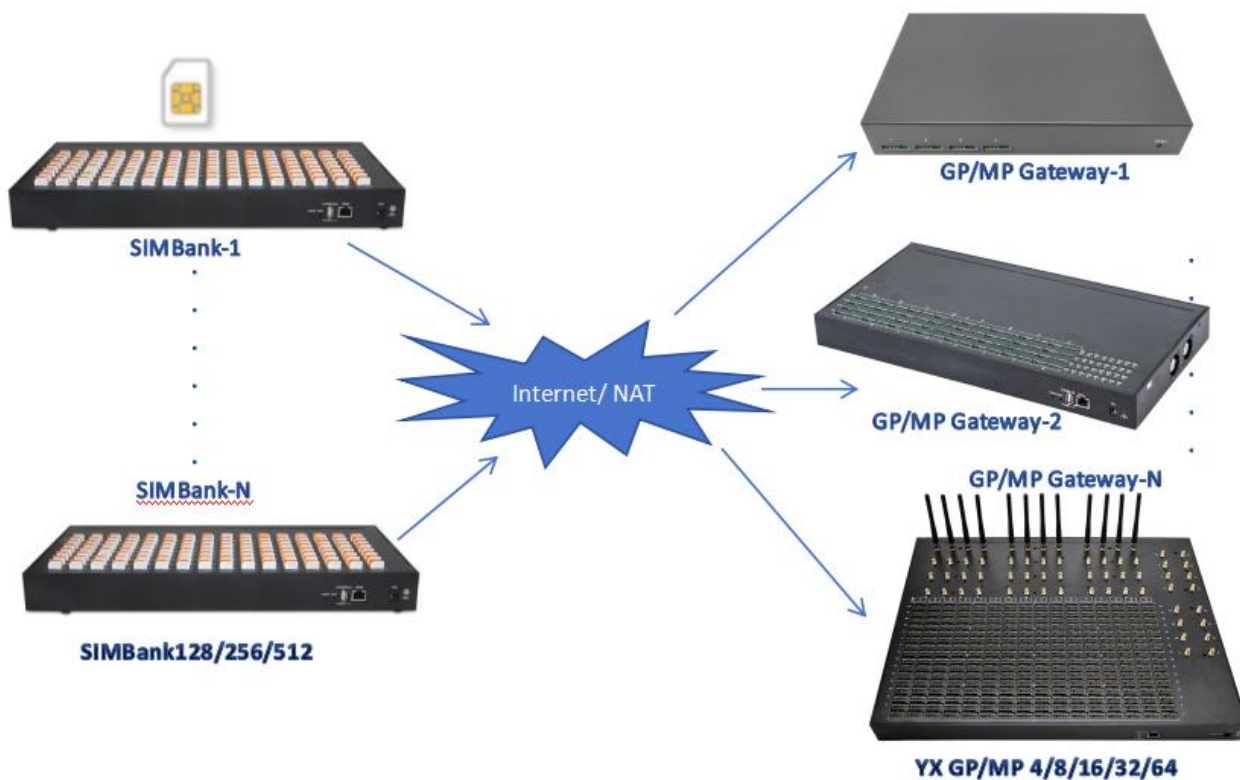 SIMBank-1
SIMBank-N
SIMBank128/256/512
Internet/ NAT
GP/MP Gateway-1
GP/MP Gateway-2
GP/MP Gateway-N
YX GP/MP 4/8/16/32/64